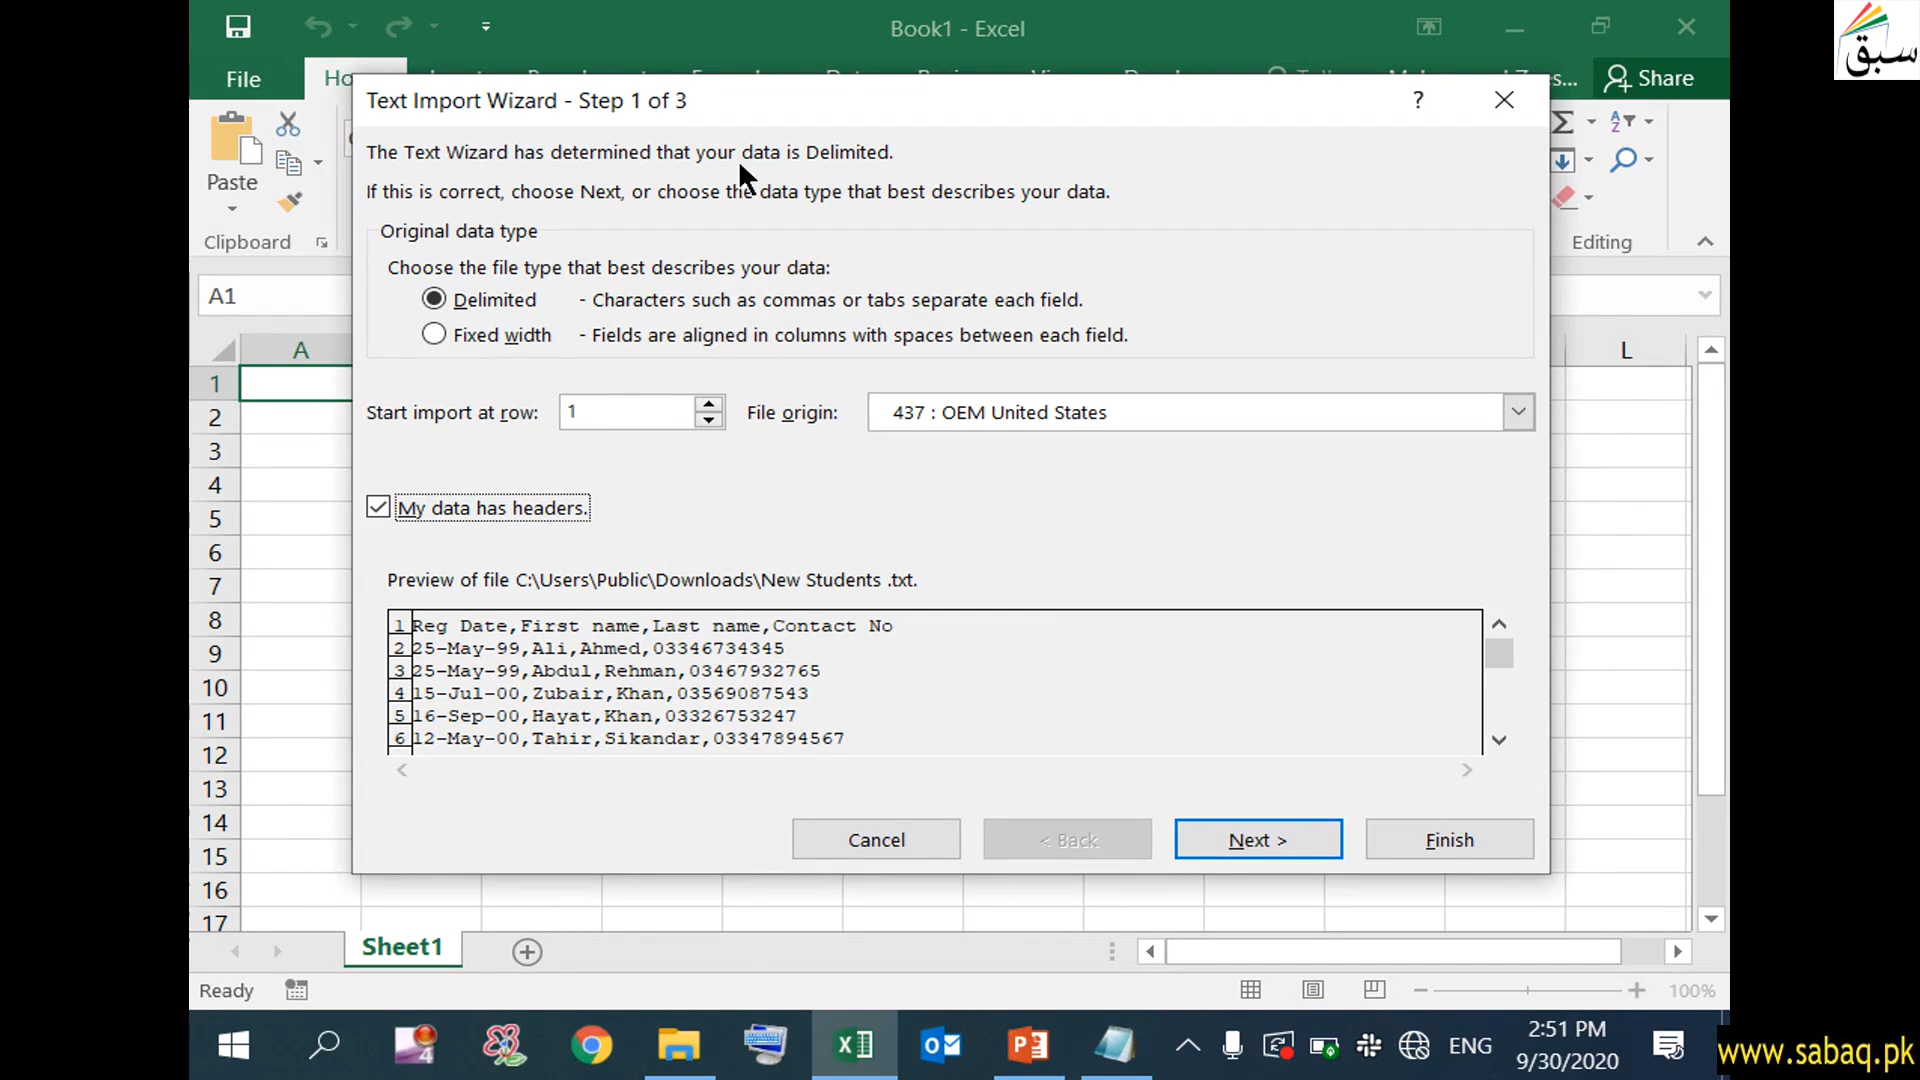 Book1 - Excel
سبق
File
Share
Paste
Clipboard
Editing
Text Import Wizard - Step 1 of 3
?
The Text Wizard has determined that your data is Delimited.
If this is correct, choose Next, or choose the data type that best describes your data.
Original data type
Choose the file type that best describes your data:
Delimited - Characters such as commas or tabs separate each field.
Fixed width - Fields are aligned in columns with spaces between each field.
Start import at row: 1 File origin: 437 : OEM United States
My data has headers.
Preview of file C:\Users\Public\Downloads\New Students .txt.
1 Reg Date,First name,Last name,Contact No
2 25-May-99,Ali,Ahmed,03346734345
3 25-May-99,Abdul,Rehman,03467932765
4 15-Jul-00,Zubair,Khan,03569087543
5 16-Sep-00,Hayat,Khan,03326753247
6 12-May-00,Tahir,Sikandar,03347894567
Cancel < Back Next > Finish
A1
A L
1
2
3
4
5
6
7
8
9
10
11
12
13
14
15
16
17
Sheet1
Ready 100%
ENG
2:51 PM
9/30/2020
www.sabaq.pk